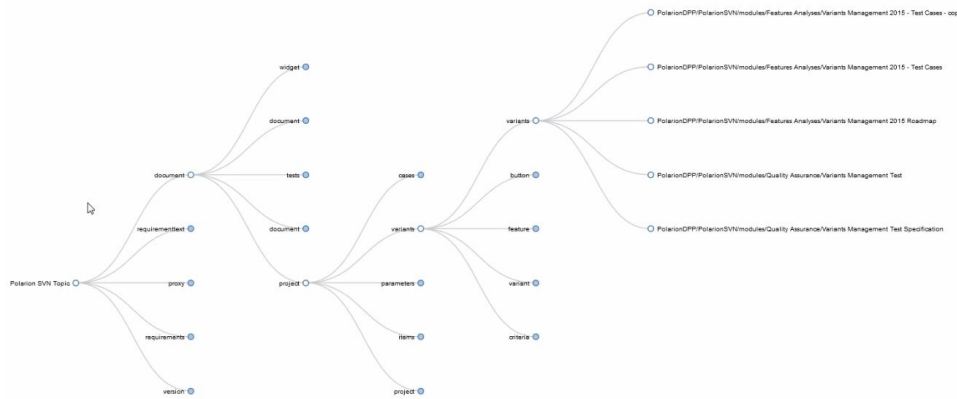 PolarionDPP/PolarionSVN/modules/Features Analyses/Variants Management 2015 - Test Cases - cop
widget
PolarionDPP/PolarionSVN/modules/Features Analyses/Variants Management 2015 - Test Cases
document
variants
PolarionDPP/PolarionSVN/modules/Features Analyses/Variants Management 2015 Roadmap
document
tests
cases
button
PolarionDPP/PolarionSVN/modules/Quality Assurance/Variants Management Test
requirementtext
document
variants
feature
PolarionDPP/PolarionSVN/modules/Quality Assurance/Variants Management Test Specification
Polarion SVN Topic
proxy
project
parameters
variant
requirements
items
criteria
version
project